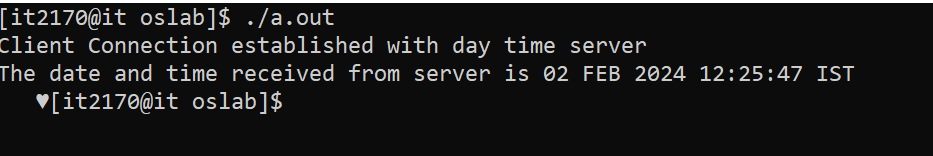 [it2170@it oslab]$ ./a.out
Client Connection established with day time server
The date and time received from server is 02 FEB 2024 12:25:47 IST
   ♥[it2170@it oslab]$